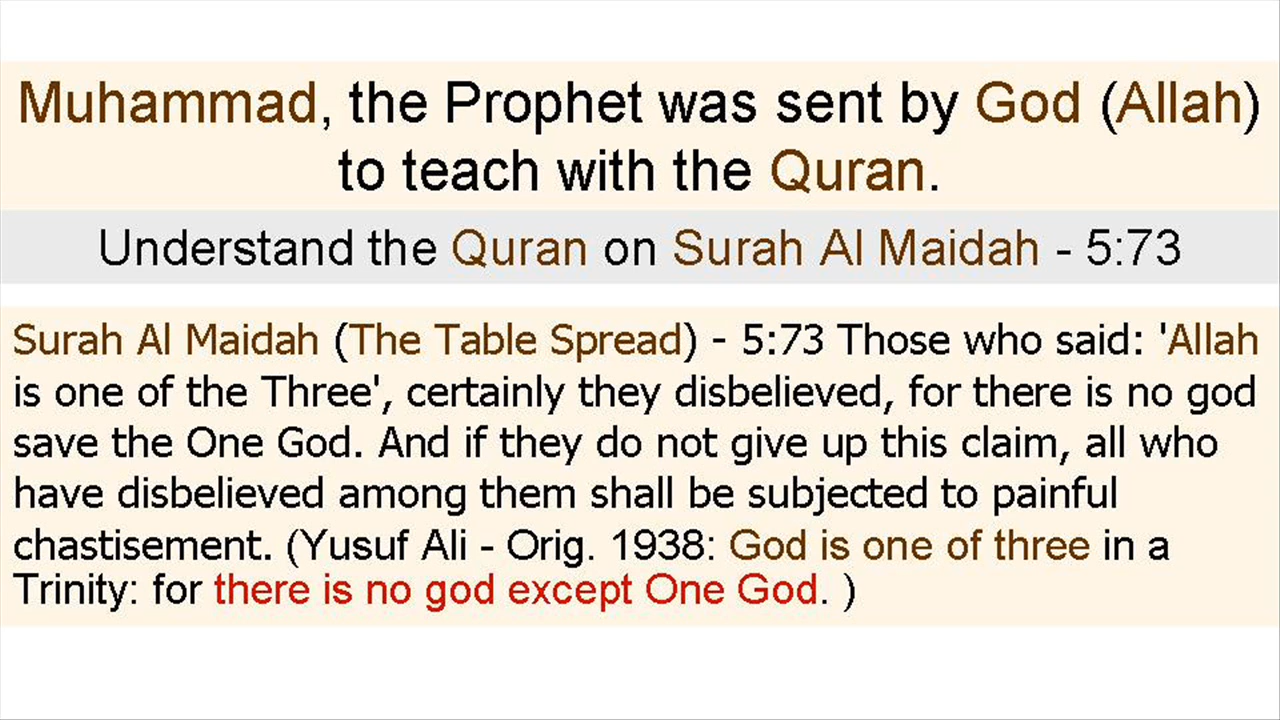 Muhammad, the Prophet was sent by God (Allah)
to teach with the Quran.
Understand the Quran on Surah Al Maidah - 5:73
Surah Al Maidah (The Table Spread) - 5:73 Those who said: 'Allah
is one of the Three', certainly they disbelieved, for there is no god
save the One God. And if they do not give up this claim, all who
have disbelieved among them shall be subjected to painful
chastisement. (Yusuf Ali - Orig. 1938: God is one of three in a
Trinity: for there is no god except One God. )